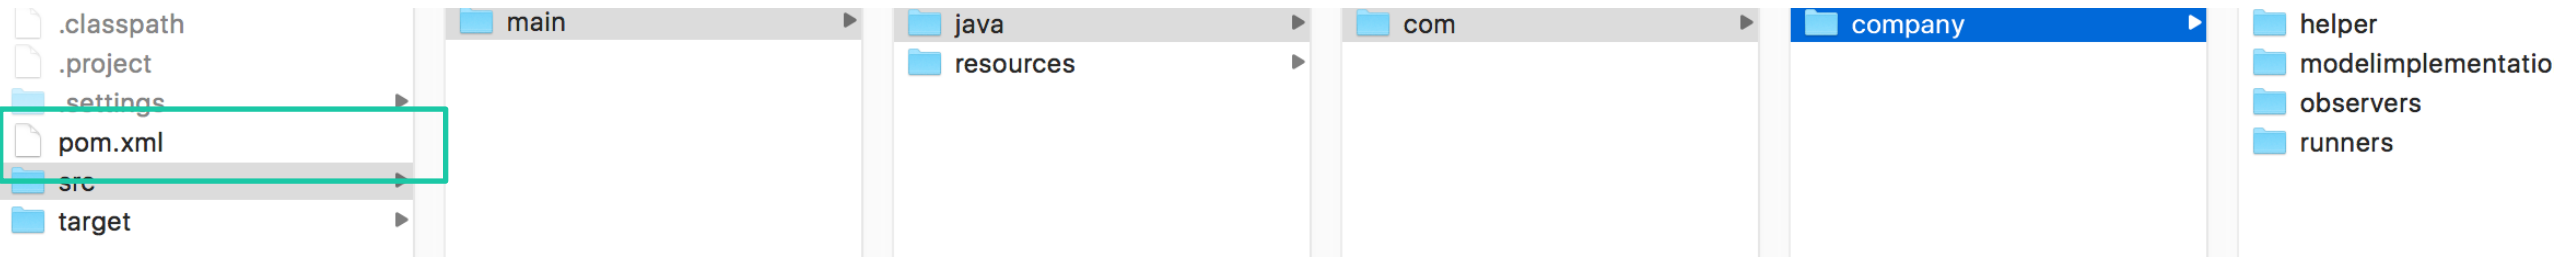 .classpath
.project
.settings
pom.xml
src
target
main
java
resources
com
company
helper
modelimplementatio
observers
runners